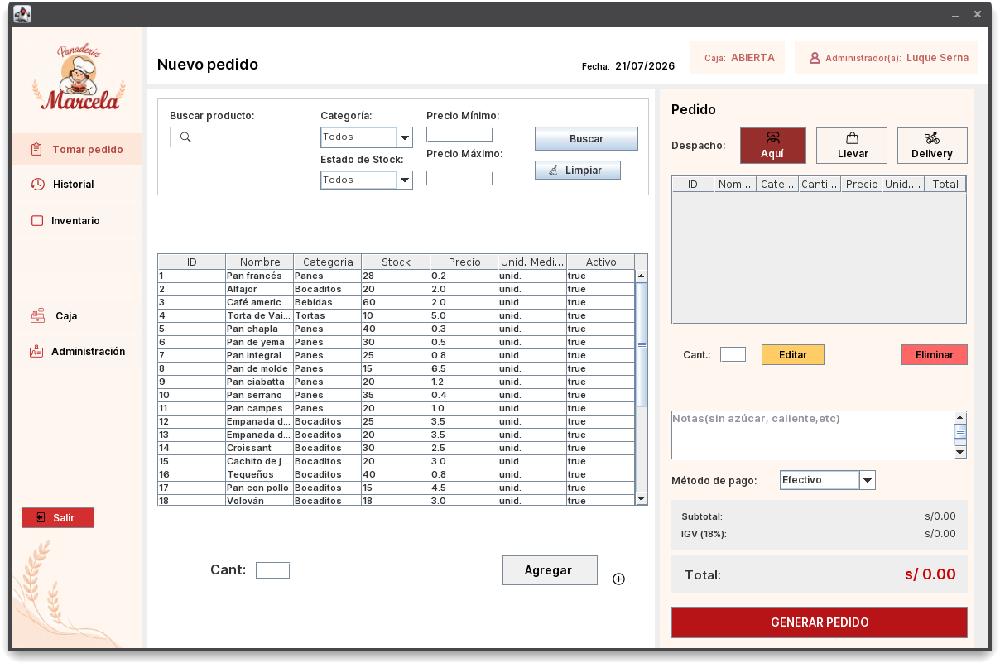 Panadería
Marcela
Tomar pedido
Historial
Inventario
Caja
Administración
Salir
Nuevo pedido
Fecha: 21/07/2026
Caja: ABIERTA
Administrador(a): Luque Serna
Buscar producto:
Categoría:
Todos
Estado de Stock:
Todos
Precio Mínimo:
Precio Máximo:
Buscar
Limpiar
ID Nombre Categoria Stock Precio Unid. Medi... Activo
1 Pan francés Panes 28 0.2 unid. true
2 Alfajor Bocaditos 20 2.0 unid. true
3 Café americ... Bebidas 60 2.0 unid. true
4 Torta de Vai... Tortas 10 5.0 unid. true
5 Pan chapla Panes 40 0.3 unid. true
6 Pan de yema Panes 30 0.5 unid. true
7 Pan integral Panes 25 0.8 unid. true
8 Pan de molde Panes 15 6.5 unid. true
9 Pan ciabatta Panes 20 1.2 unid. true
10 Pan serrano Panes 35 0.4 unid. true
11 Pan campes... Panes 20 1.0 unid. true
12 Empanada d... Bocaditos 25 3.5 unid. true
13 Empanada d... Bocaditos 20 3.5 unid. true
14 Croissant Bocaditos 30 2.5 unid. true
15 Cachito de j... Bocaditos 20 3.0 unid. true
16 Tequeños Bocaditos 40 0.8 unid. true
17 Pan con pollo Bocaditos 15 4.5 unid. true
18 Volován Bocaditos 18 3.0 unid. true
Cant:
Agregar
Pedido
Despacho:
Aquí
Llevar
Delivery
ID Nom... Cate... Canti... Precio Unid.... Total
Cant.:
Editar
Eliminar
Notas(sin azúcar, caliente,etc)
Método de pago:
Efectivo
Subtotal: s/0.00
IGV (18%): s/0.00
Total: s/ 0.00
GENERAR PEDIDO